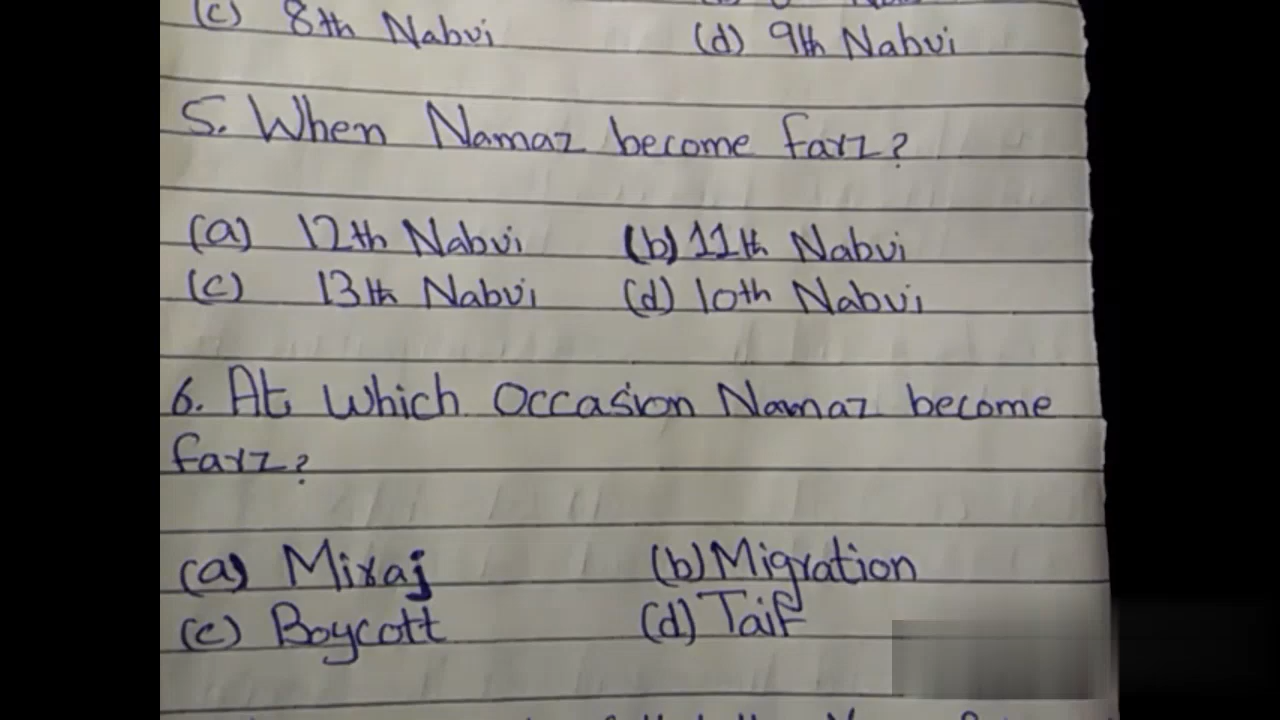 (c) 8th Nabvi (d) 9th Nabvi
5. When Namaz become farz?
(a) 12th Nabvi (b) 11th Nabvi
(c) 13th Nabvi (d) 10th Nabvi
6. At which Occasion Namaz become
farz?
(a) Miraj (b) Migration
(c) Boycott (d) Taif